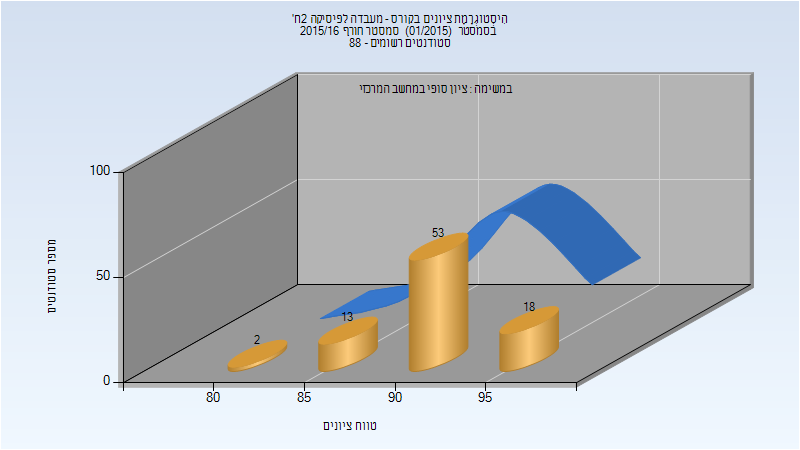 היסטוגרמת ציונים בקורס - מעבדה לפיסיקה 2ח'
בסמסטר (01/2015) סמסטר חורף 2015/16
סטודנטים רשומים - 88
במשימה : ציון סופי במחשב המרכזי
100
50
0
מספר סטודנטים
2
13
53
18
80
85
90
95
טווח ציונים